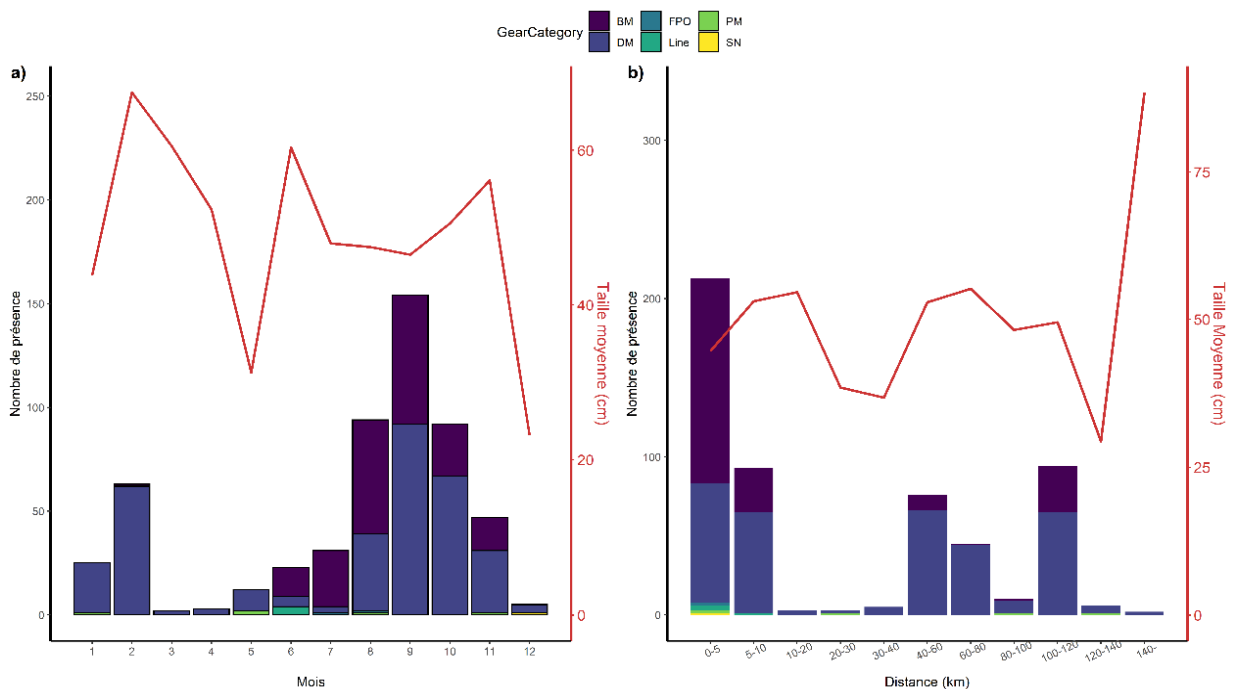 GearCategory
BM FPO PM
DM Line SN
a)
b)
250
200
150
100
50
0
Nombre de présence
60
40
20
0
Taille moyenne (cm)
1 2 3 4 5 6 7 8 9 10 11 12
Mois
300
200
100
0
Nombre de présence
75
50
25
0
Taille Moyenne (cm)
0-5 5-10 10-20 20-30 30-40 40-60 60-80 80-100 100-120 120-140 140-
Distance (km)